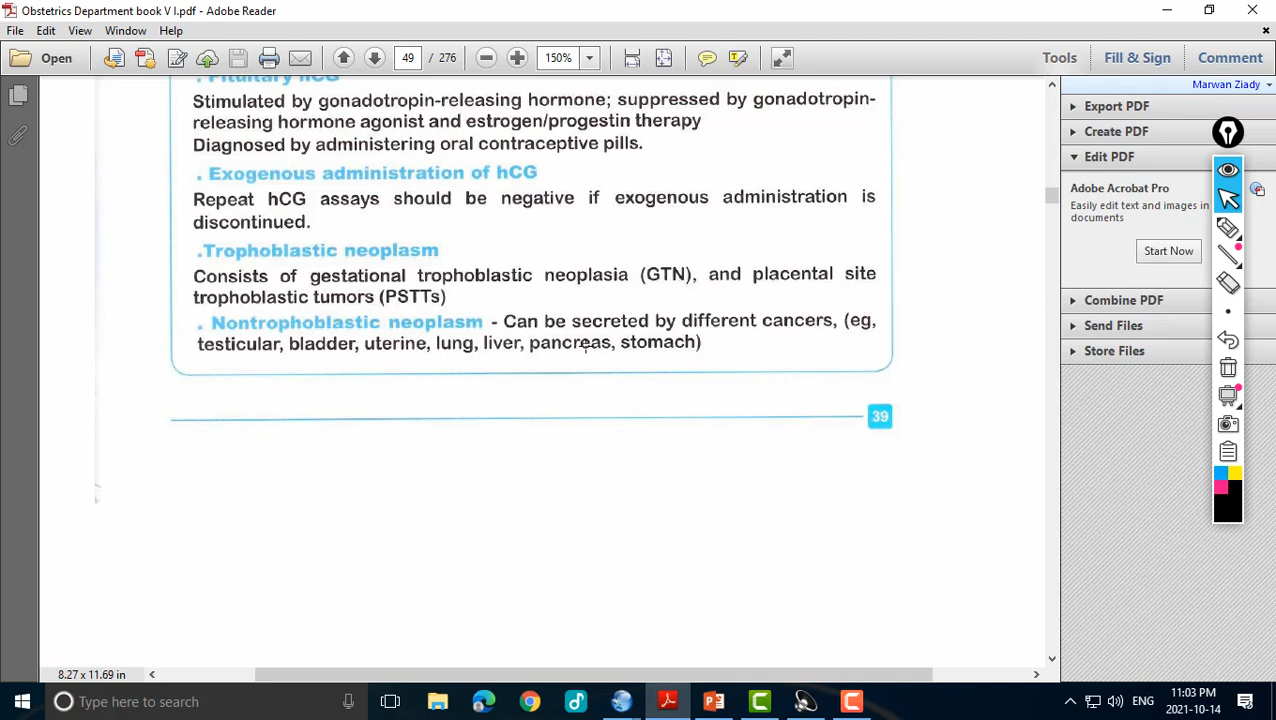 Obstetrics Department book V I.pdf - Adobe Reader
File Edit View Window Help
Open 49 / 276 150% Tools Fill & Sign Comment
Marwan Ziady
. Pituitary hCG
Stimulated by gonadotropin-releasing hormone; suppressed by gonadotropin-
releasing hormone agonist and estrogen/progestin therapy
Diagnosed by administering oral contraceptive pills.
. Exogenous administration of hCG
Repeat hCG assays should be negative if exogenous administration is
discontinued.
.Trophoblastic neoplasm
Consists of gestational trophoblastic neoplasia (GTN), and placental site
trophoblastic tumors (PSTTs)
. Nontrophoblastic neoplasm - Can be secreted by different cancers, (eg,
testicular, bladder, uterine, lung, liver, pancreas, stomach)
39
Export PDF
Create PDF
Edit PDF
Adobe Acrobat Pro
Easily edit text and images in
documents
Start Now
Combine PDF
Send Files
Store Files
8.27 x 11.69 in
Type here to search
ENG
11:03 PM
2021-10-14